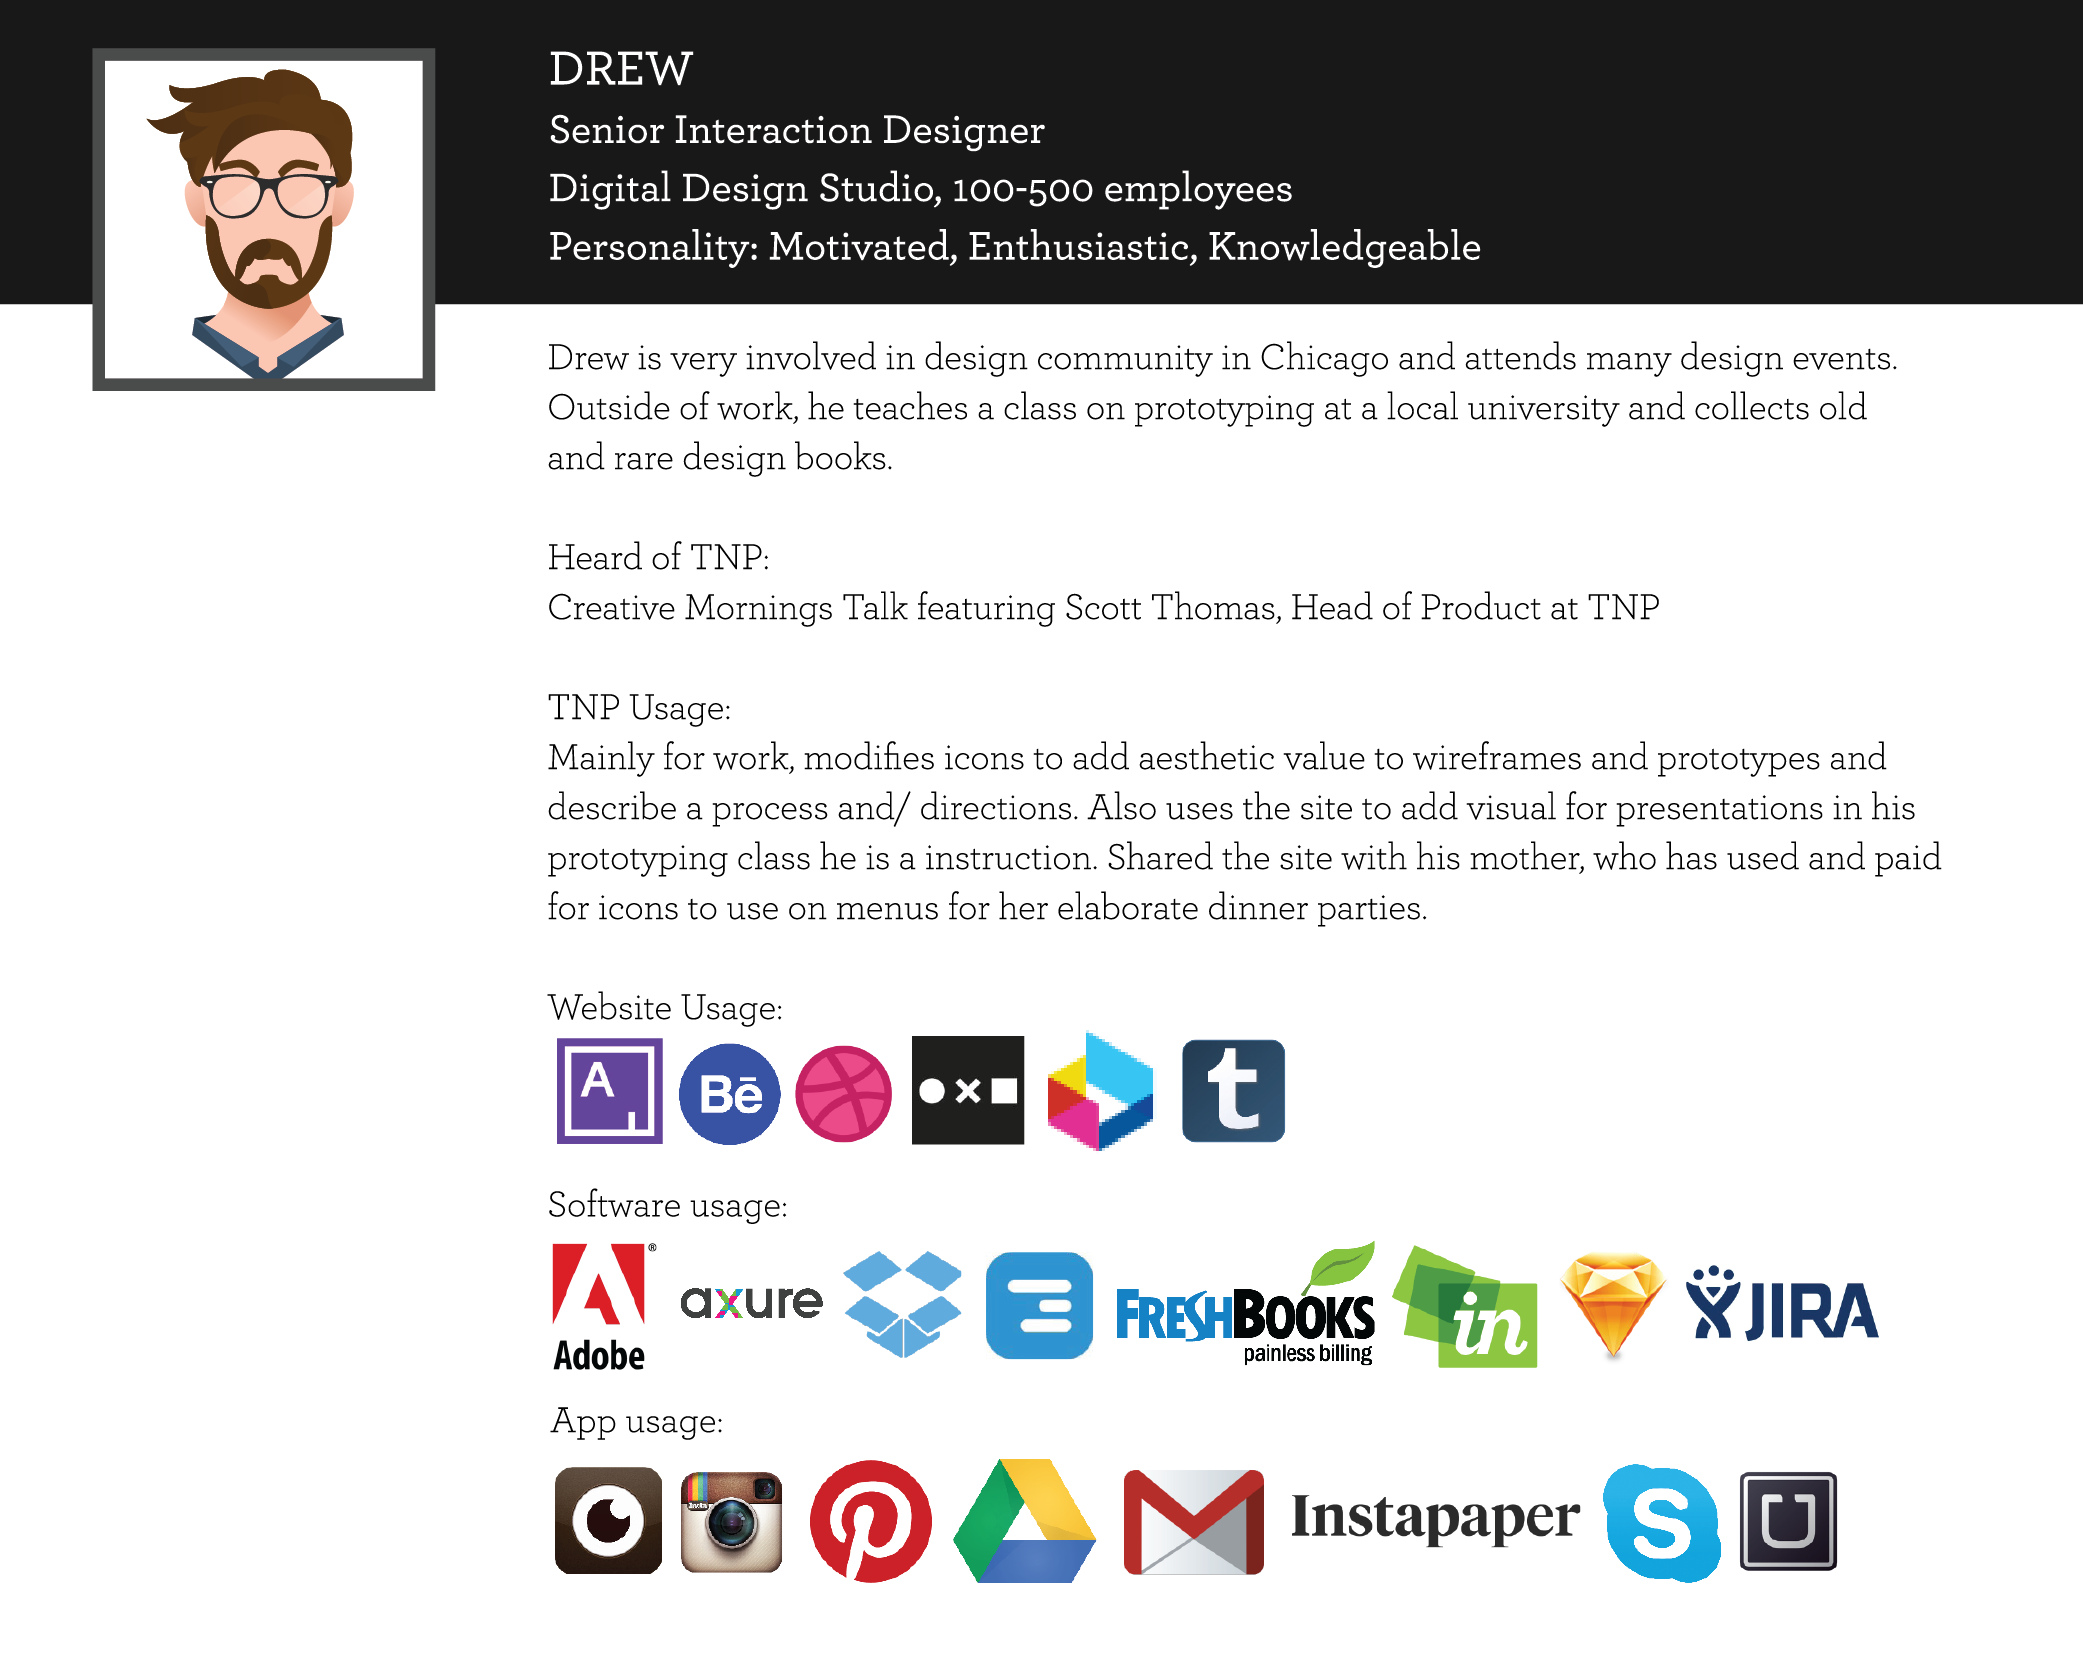 DREW
Senior Interaction Designer
Digital Design Studio, 100-500 employees
Personality: Motivated, Enthusiastic, Knowledgeable
Drew is very involved in design community in Chicago and attends many design events.
Outside of work, he teaches a class on prototyping at a local university and collects old
and rare design books.
Heard of TNP:
Creative Mornings Talk featuring Scott Thomas, Head of Product at TNP
TNP Usage:
Mainly for work, modifies icons to add aesthetic value to wireframes and prototypes and
describe a process and/ directions. Also uses the site to add visual for presentations in his
prototyping class he is a instruction. Shared the site with his mother, who has used and paid
for icons to use on menus for her elaborate dinner parties.
Website Usage:
A Bē t
Software usage:
Adobe® axure FRESHBOOKS painless billing in JIRA
App usage:
Insta P M Instapaper S U